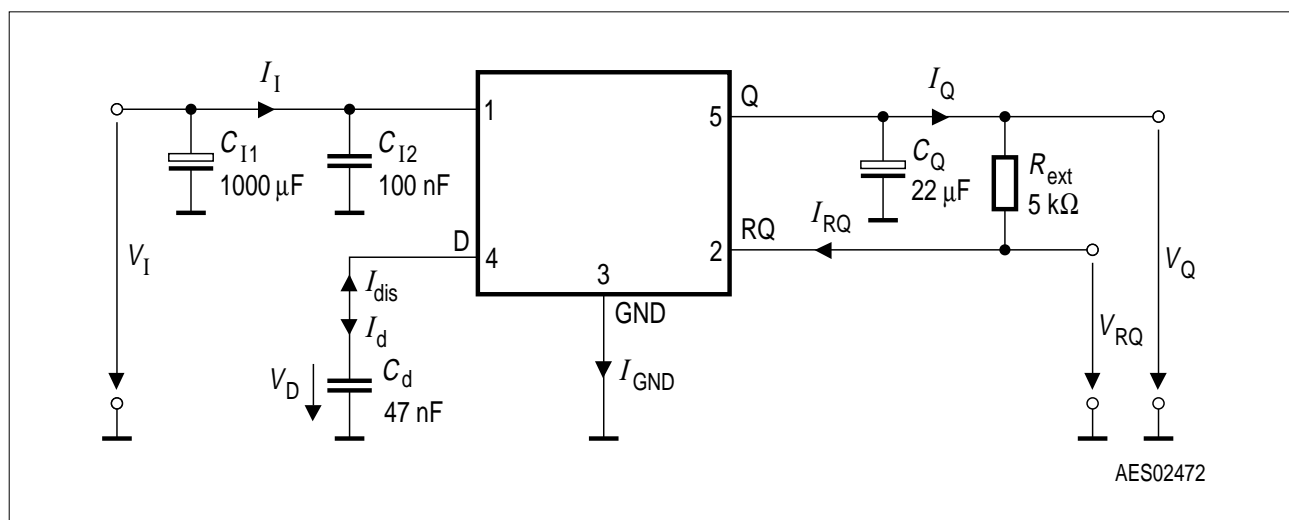 I_I
1
C_I1
1000 µF
C_I2
100 nF
V_I
D
4
I_dis
I_d
V_D
C_d
47 nF
3
GND
I_GND
Q
5
I_Q
C_Q
22 µF
R_ext
5 kΩ
RQ
2
I_RQ
V_RQ
V_Q
AES02472